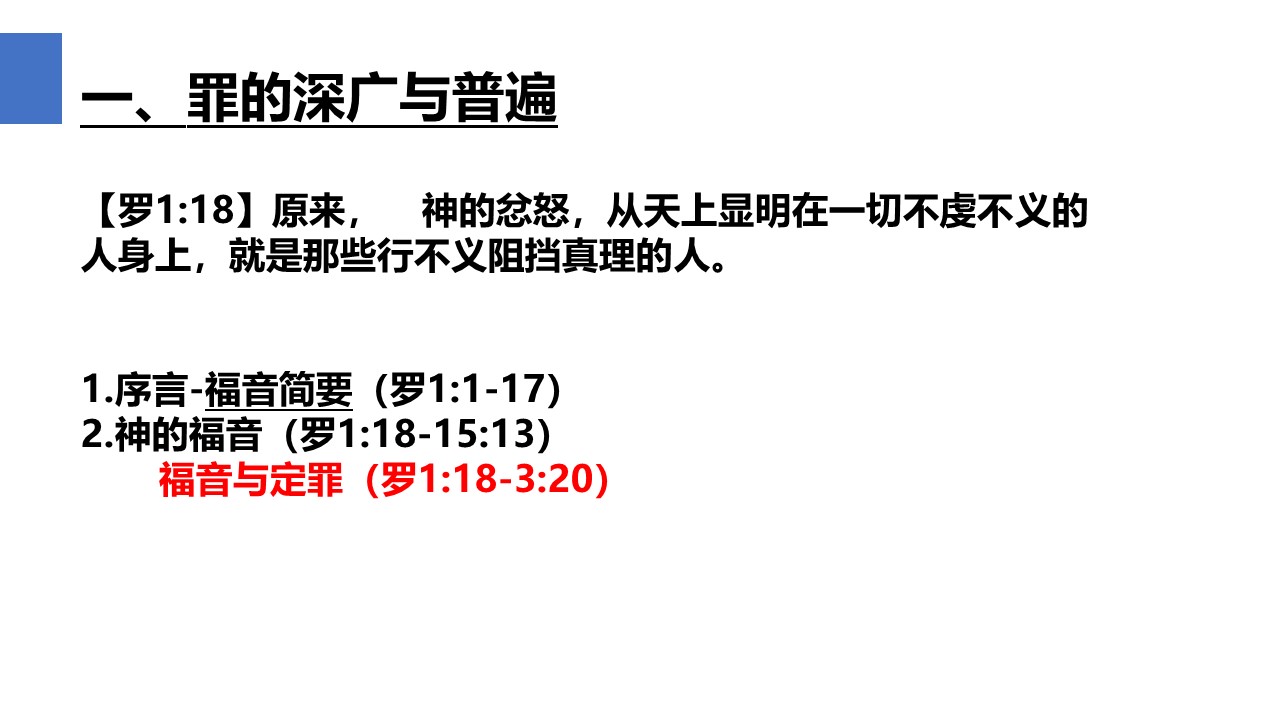 一、罪的深广与普遍
【罗1:18】原来，　神的忿怒，从天上显明在一切不虔不义的
人身上，就是那些行不义阻挡真理的人。
1.序言-福音简要（罗1:1-17）
2.神的福音（罗1:18-15:13）
福音与定罪（罗1:18-3:20）